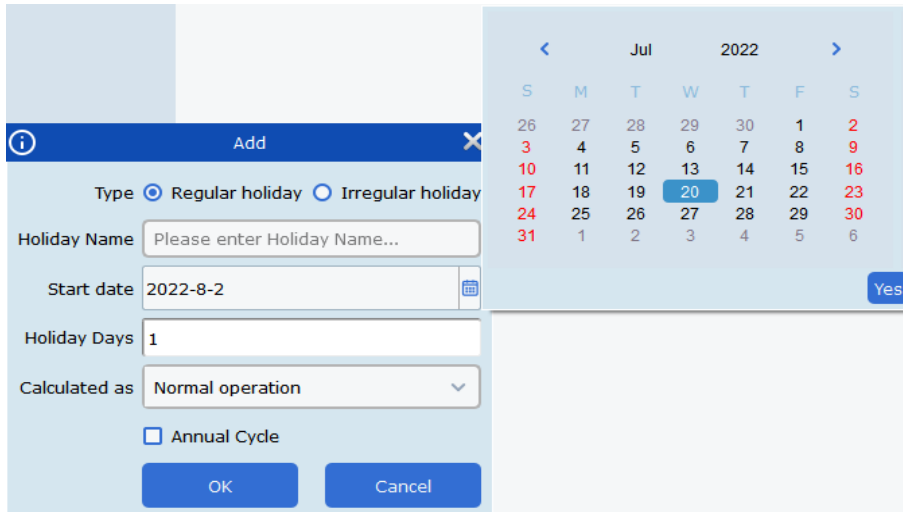 Add
Type Regular holiday Irregular holiday
Holiday Name Please enter Holiday Name...
Start date 2022-8-2
Holiday Days 1
Calculated as Normal operation
Annual Cycle
OK Cancel
Jul 2022
S M T W T F S
26 27 28 29 30 1 2
3 4 5 6 7 8 9
10 11 12 13 14 15 16
17 18 19 20 21 22 23
24 25 26 27 28 29 30
31 1 2 3 4 5 6
Yes